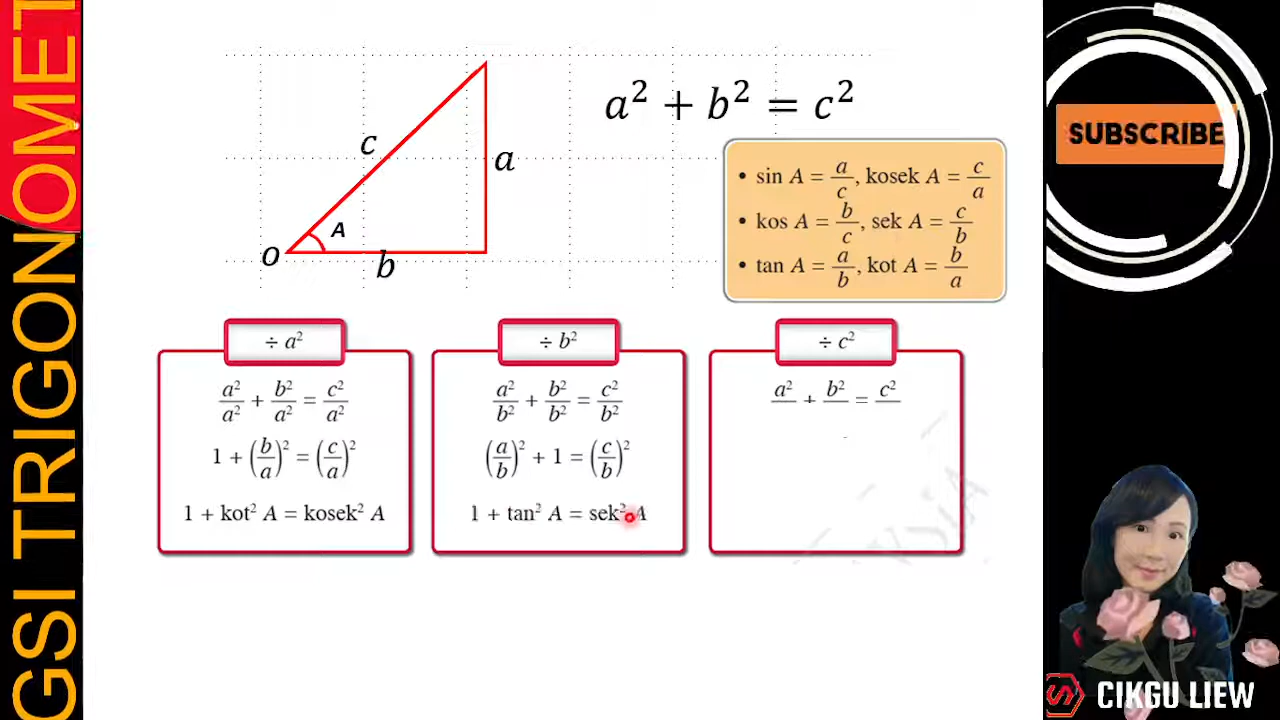 GSI TRIGONOMET
a² + b² = c²
c
a
A
O
b
• sin A = a/c, kosek A = c/a
• kos A = b/c, sek A = c/b
• tan A = a/b, kot A = b/a
÷ a²
a²/a² + b²/a² = c²/a²
1 + (b/a)² = (c/a)²
1 + kot² A = kosek² A
÷ b²
a²/b² + b²/b² = c²/b²
(a/b)² + 1 = (c/b)²
1 + tan² A = sek² A
÷ c²
a² + b² = c²
SUBSCRIBE
CIKGU LIEW